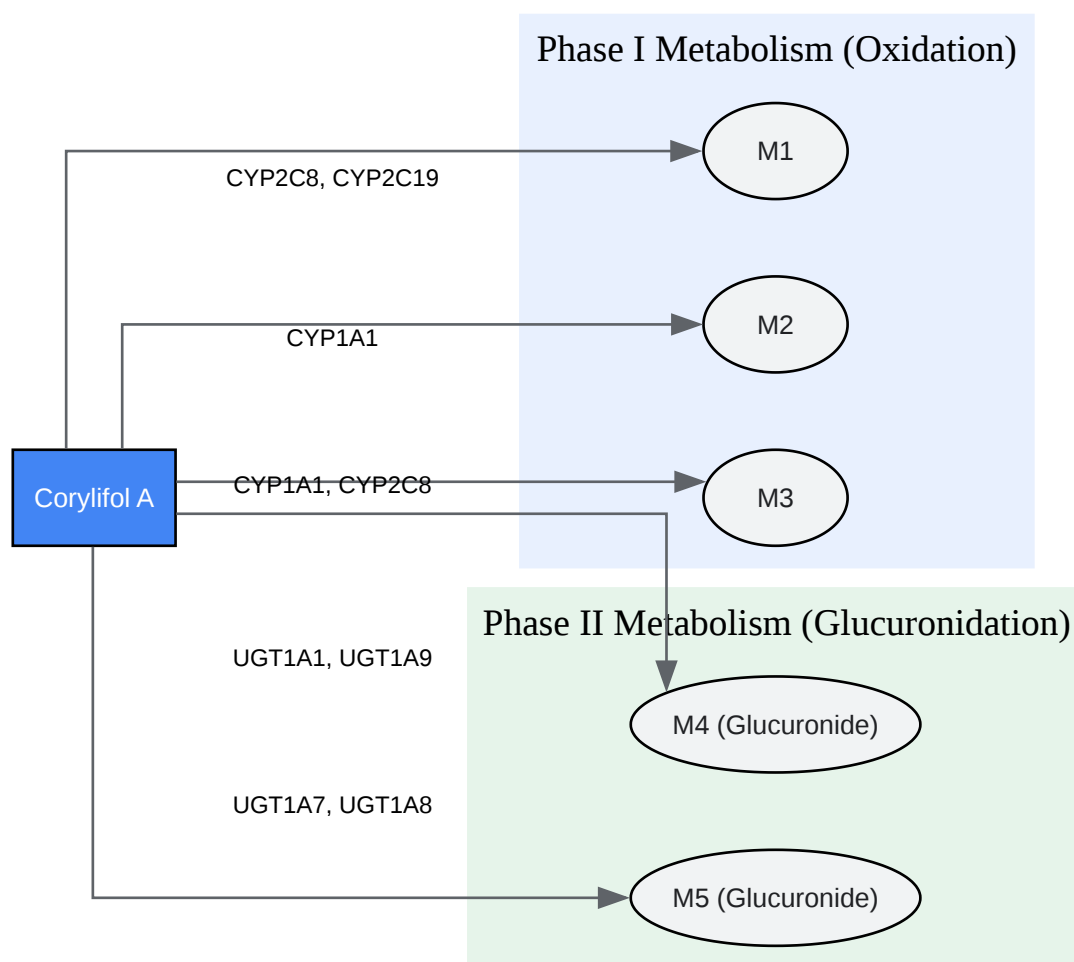 Phase I Metabolism (Oxidation)
M1
CYP2C8, CYP2C19
M2
CYP1A1
Corylifol A
CYP1A1, CYP2C8
M3
Phase II Metabolism (Glucuronidation)
UGT1A1, UGT1A9
M4 (Glucuronide)
UGT1A7, UGT1A8
M5 (Glucuronide)